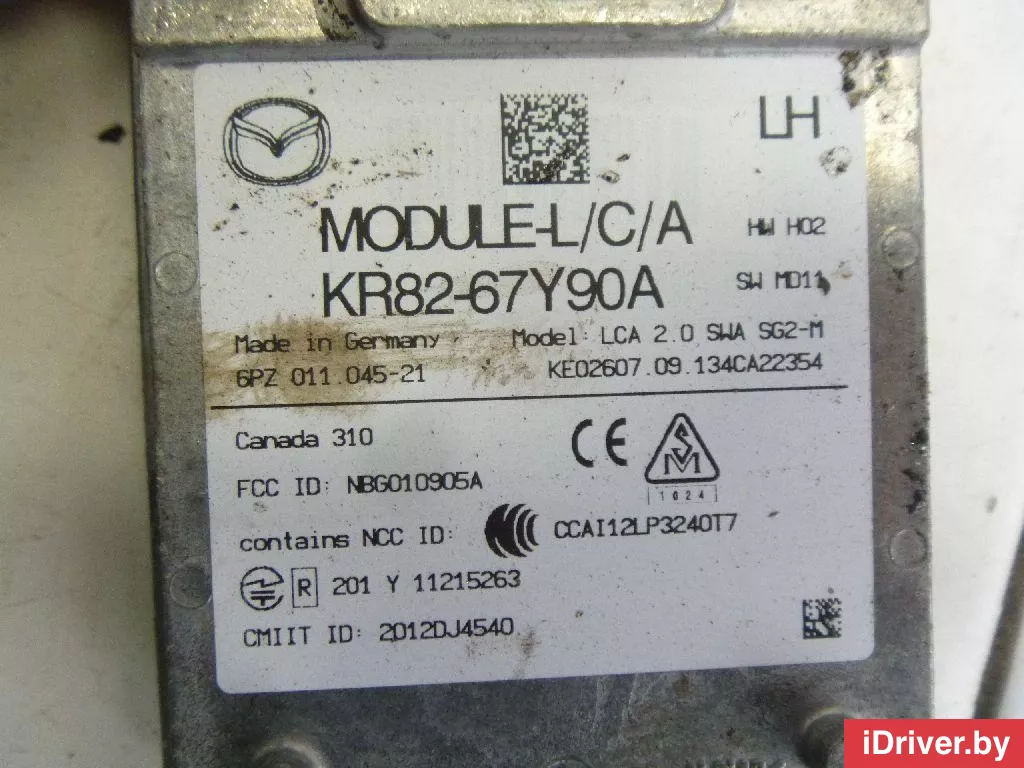 LH
MODULE-L/C/A
HW H02
KR82-67Y90A
SW MD11
Made in Germany
Model: LCA 2.0 SWA SG2-M
6PZ 011.045-21
KE02607.09.134CA22354
Canada 310
CE
S M
1024
FCC ID: NBG010905A
contains NCC ID: CCAI12LP3240T7
R 201 Y 11215263
CMIIT ID: 2012DJ4540
iDriver.by